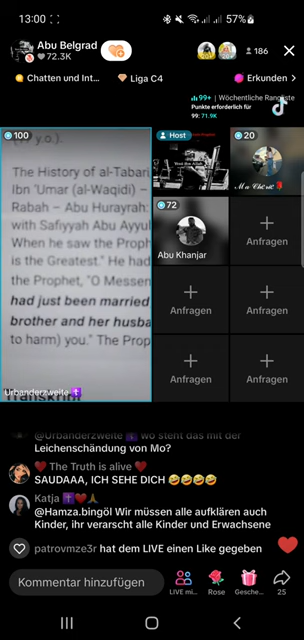 13:00
57%
Abu Belgrad
72.3K
186
Chatten und Int...
Liga C4
Erkunden >
99+ | Wöchentliche Rangliste
Punkte erforderlich für
99: 71.9K
TikTok
100
The History of al-Tabari
Ibn 'Umar (al-Waqidi) –
Rabah – Abu Hurayrah:
with Safiyyah Abu Ayyu
When he saw the Proph
is the Greatest." He had
the Prophet, "O Messen
had just been married
brother and her husba
to harm) you." The Prop
Urbanderzweite ✝️
Host
20
72
Abu Khanjar
Anfragen
Anfragen
Anfragen
Anfragen
Anfragen
@Urbanderzweite ✝️ wo steht das mit der
Leichenschändung von Mo?
❤️ The Truth is alive ❤️
SAUDAAA, ICH SEHE DICH 🤣🤣🤣🤣
Katja ✝️❤️🙏
@Hamza.bingöl Wir müssen alle aufklären auch
Kinder, ihr verarscht alle Kinder und Erwachsene
patrovmze3r hat dem LIVE einen Like gegeben
Kommentar hinzufügen
LIVE mi...
Rose
Gesche...
25